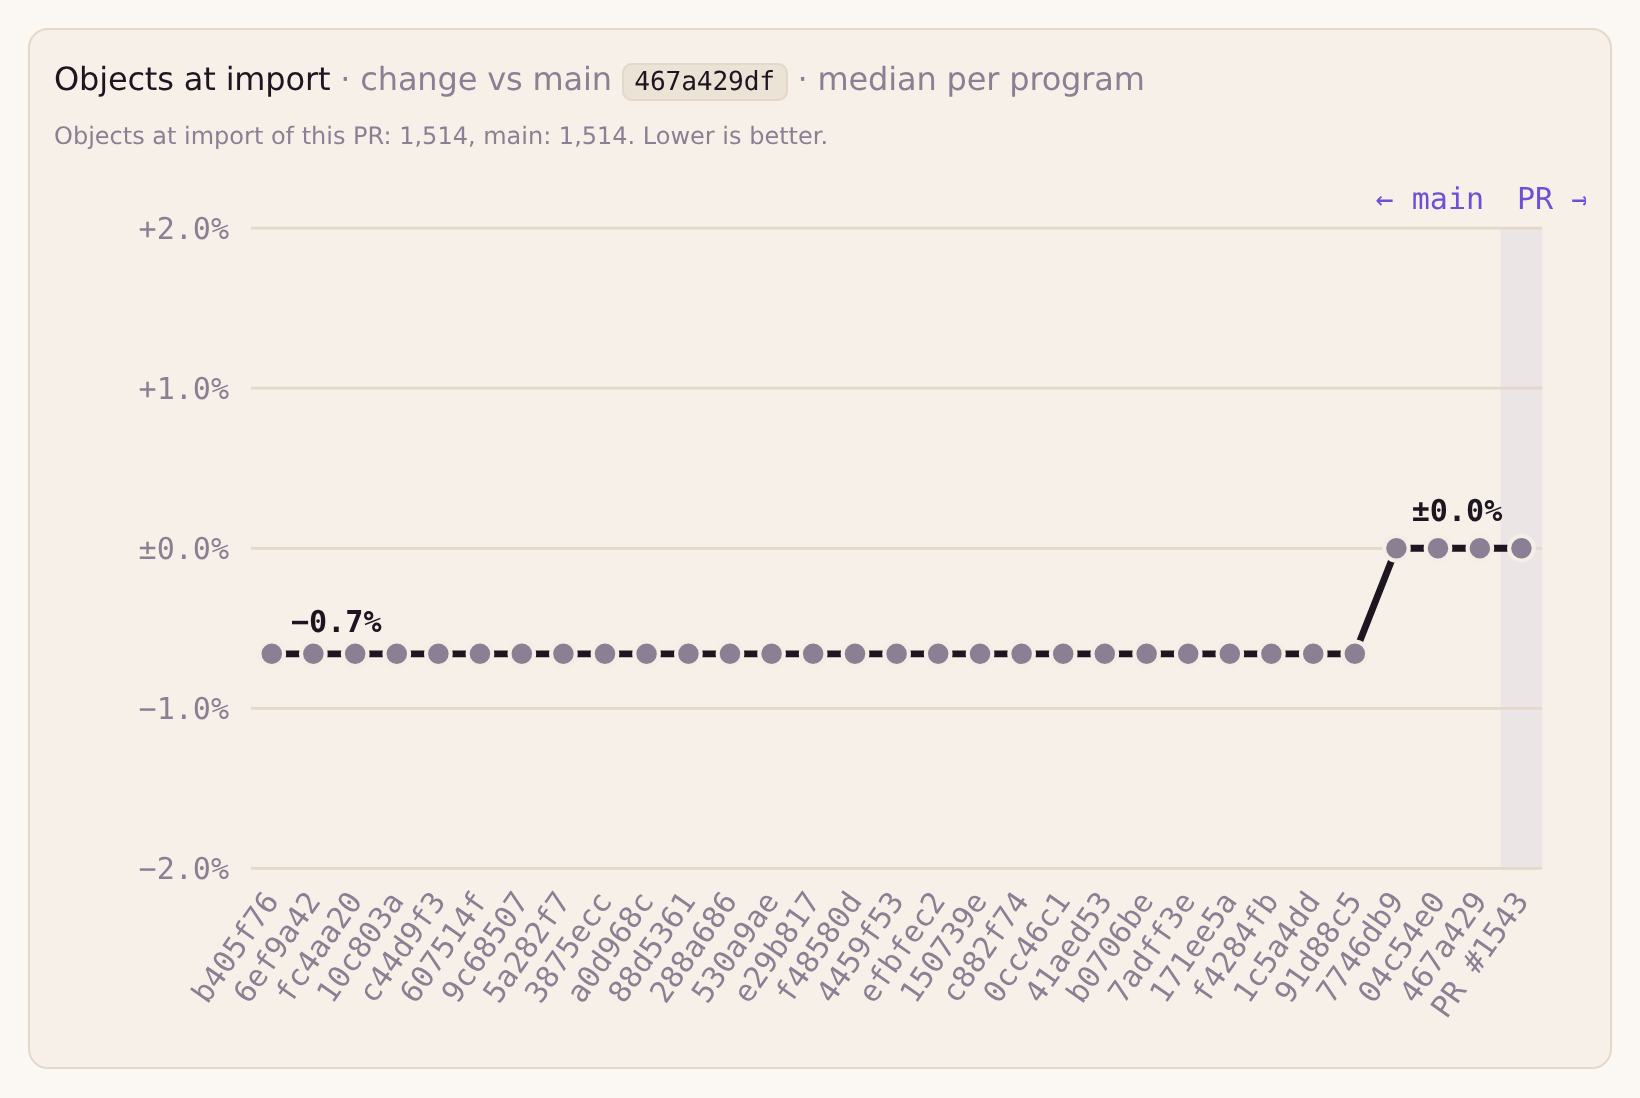 Objects at import · change vs main 467a429df · median per program
Objects at import of this PR: 1,514, main: 1,514. Lower is better.
← main PR →
+2.0%
+1.0%
±0.0%
−1.0%
−2.0%
−0.7%
±0.0%
b405f76
6ef9a42
fc4aa20
10c803a
c44d9f3
607514f
9c68507
5a282f7
3875ecc
a0d968c
88d5361
288a686
530a9ae
e29b817
f48580d
4459f53
efbfec2
150739e
c882f74
0cc46c1
41aed53
b0706be
7adff3e
171ee5a
f4284fb
1c5a4dd
91d88c5
7746db9
04c54e0
467a429
PR #1543